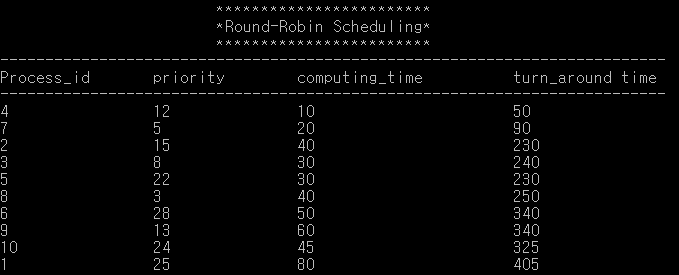 ************************
*Round-Robin Scheduling*
************************
--------------------------------------------------------------------------
Process_id priority computing_time turn_around time
--------------------------------------------------------------------------
4 12 10 50
7 5 20 90
2 15 40 230
3 8 30 240
5 22 30 230
8 3 40 250
6 28 50 340
9 13 60 340
10 24 45 325
1 25 80 405